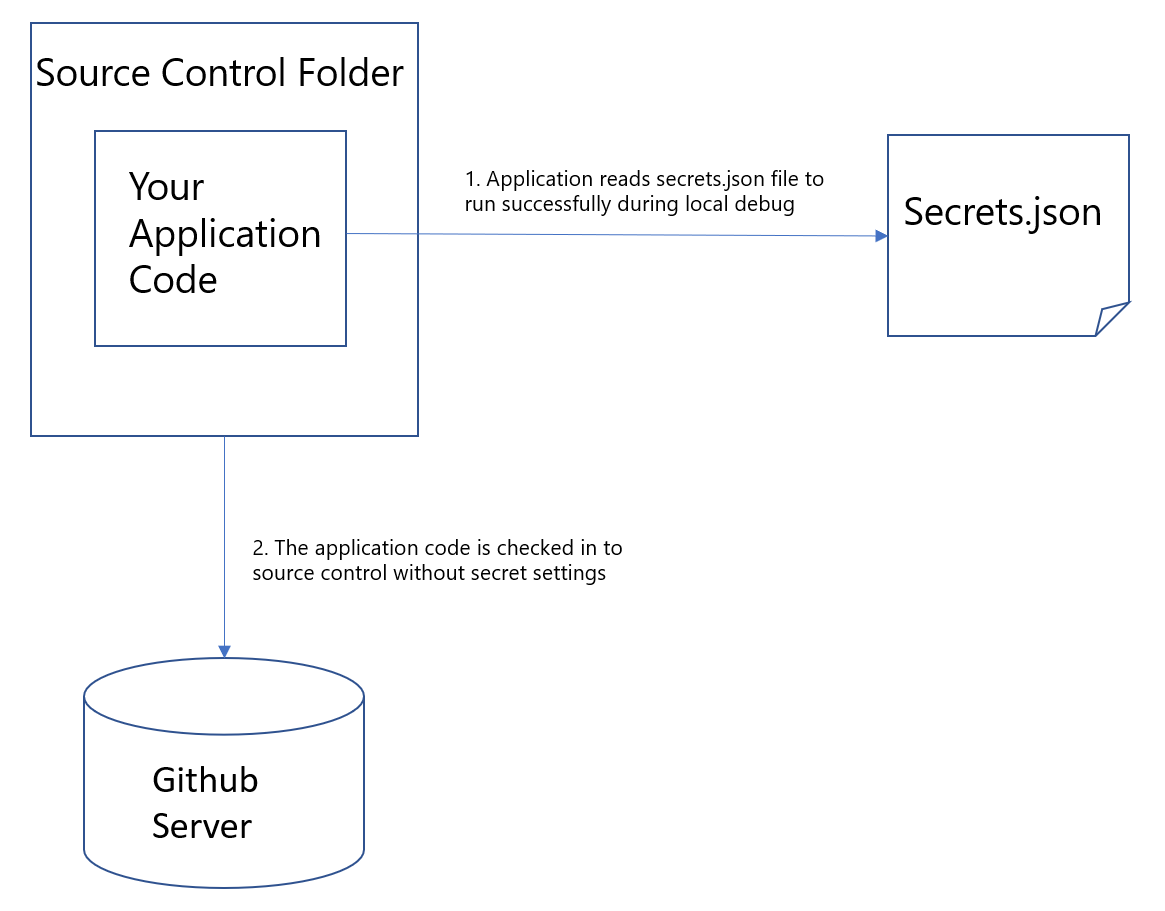 Source Control Folder
Your
Application
Code
1. Application reads secrets.json file to
run successfully during local debug
Secrets.json
2. The application code is checked in to
source control without secret settings
Github
Server